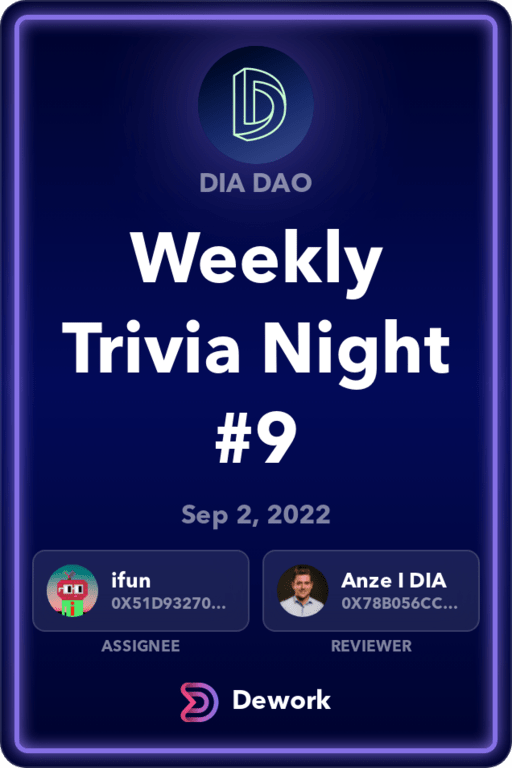 DIA DAO
Weekly
Trivia Night
#9
Sep 2, 2022
ifun
0X51D93270...
ASSIGNEE
Anze I DIA
0X78B056CC...
REVIEWER
Dework